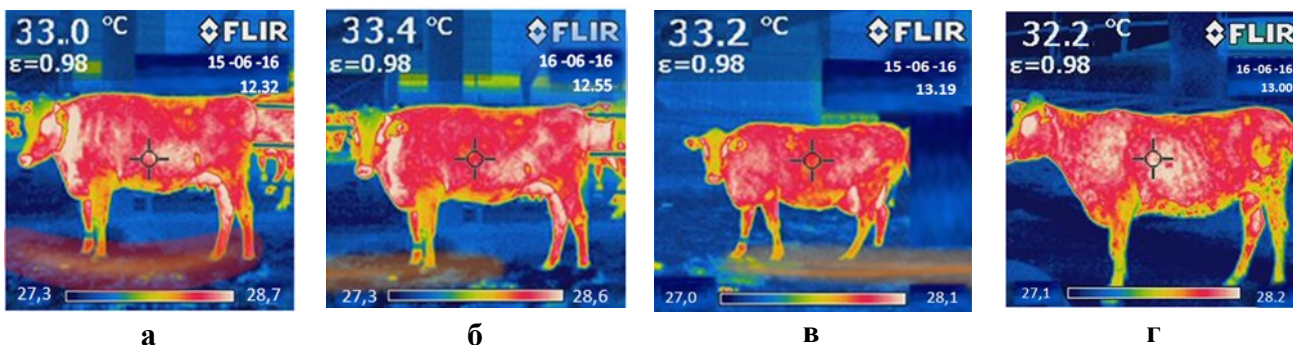 33.0 °C
FLIR
ε=0.98
15 -06 -16
12.32
27,3
28,7
а
33.4 °C
FLIR
ε=0.98
16 -06 -16
12.55
27,3
28,6
б
33.2 °C
FLIR
ε=0.98
15 -06 -16
13.19
27,0
28,1
в
32.2 °C
FLIR
ε=0.98
16 -06 -16
13.00
27,1
28.2
г